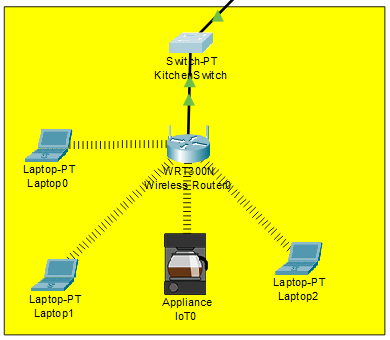 Switch-PT
KitchenSwitch
WRT300N
Wireless Router0
Laptop-PT
Laptop0
Laptop-PT
Laptop1
Appliance
IoT0
Laptop-PT
Laptop2